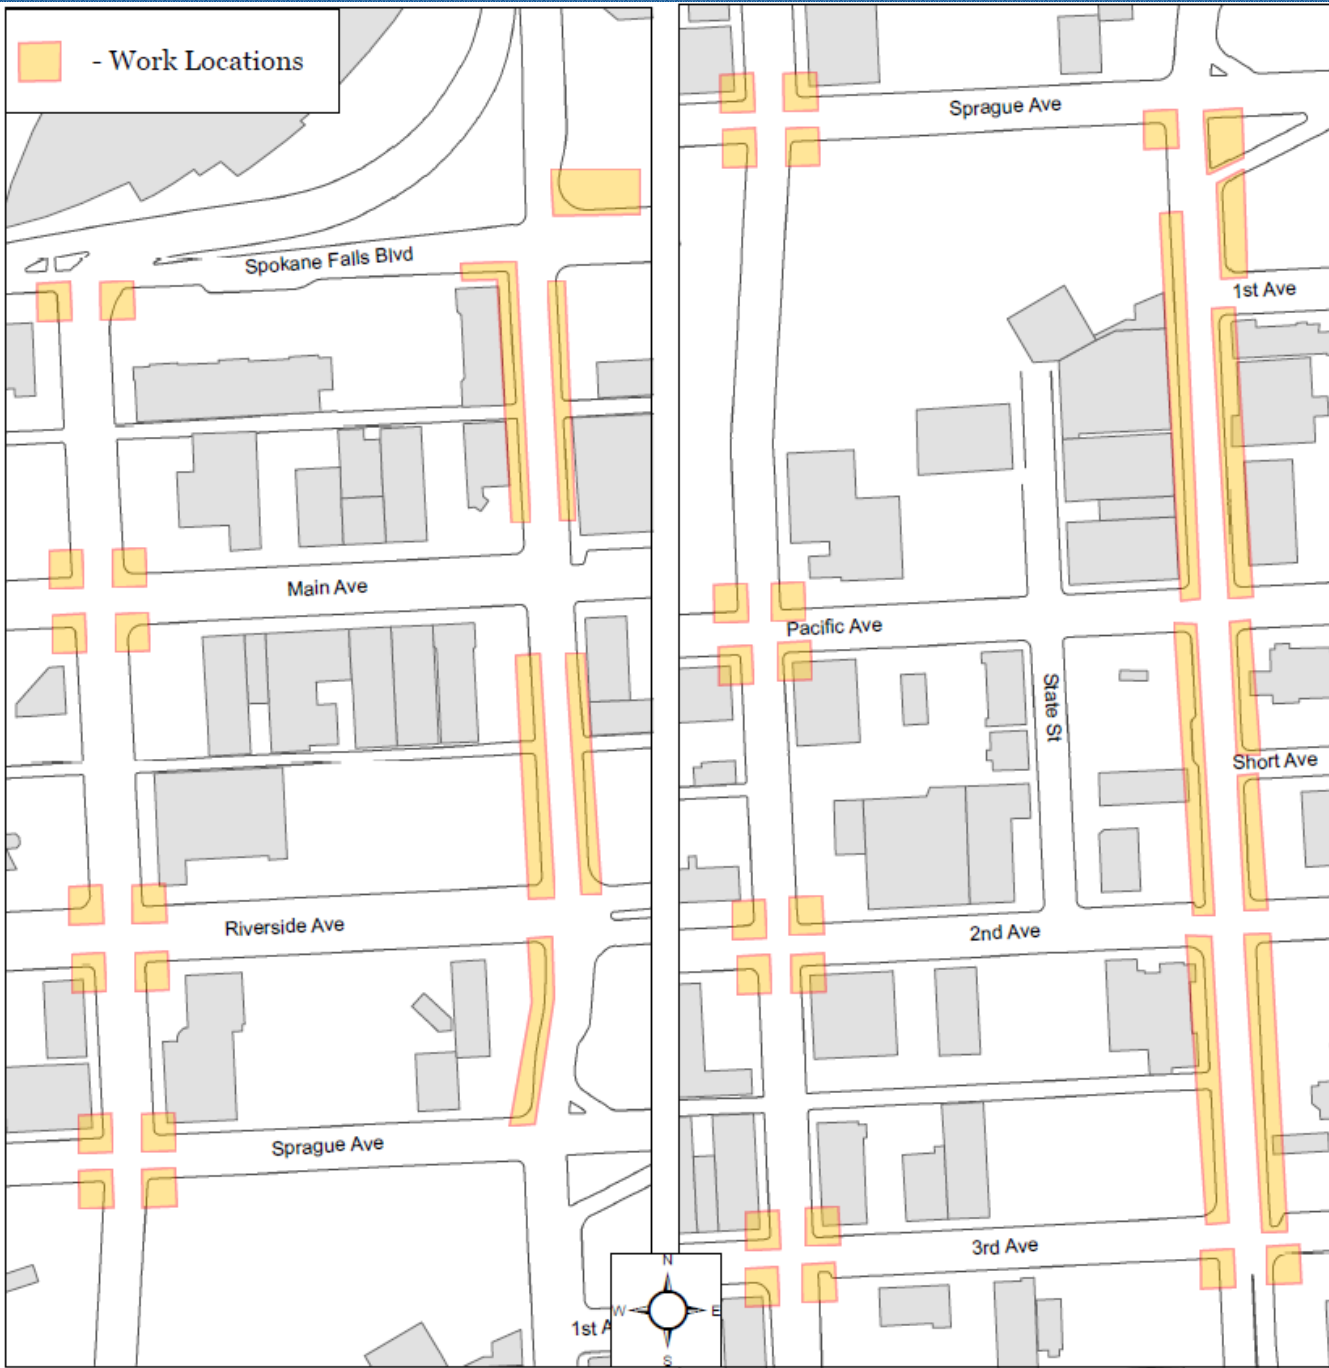 - Work Locations
Spokane Falls Blvd
Main Ave
Riverside Ave
Sprague Ave
1st A
Sprague Ave
1st Ave
Pacific Ave
State St
Short Ave
2nd Ave
3rd Ave
N
W
E
S